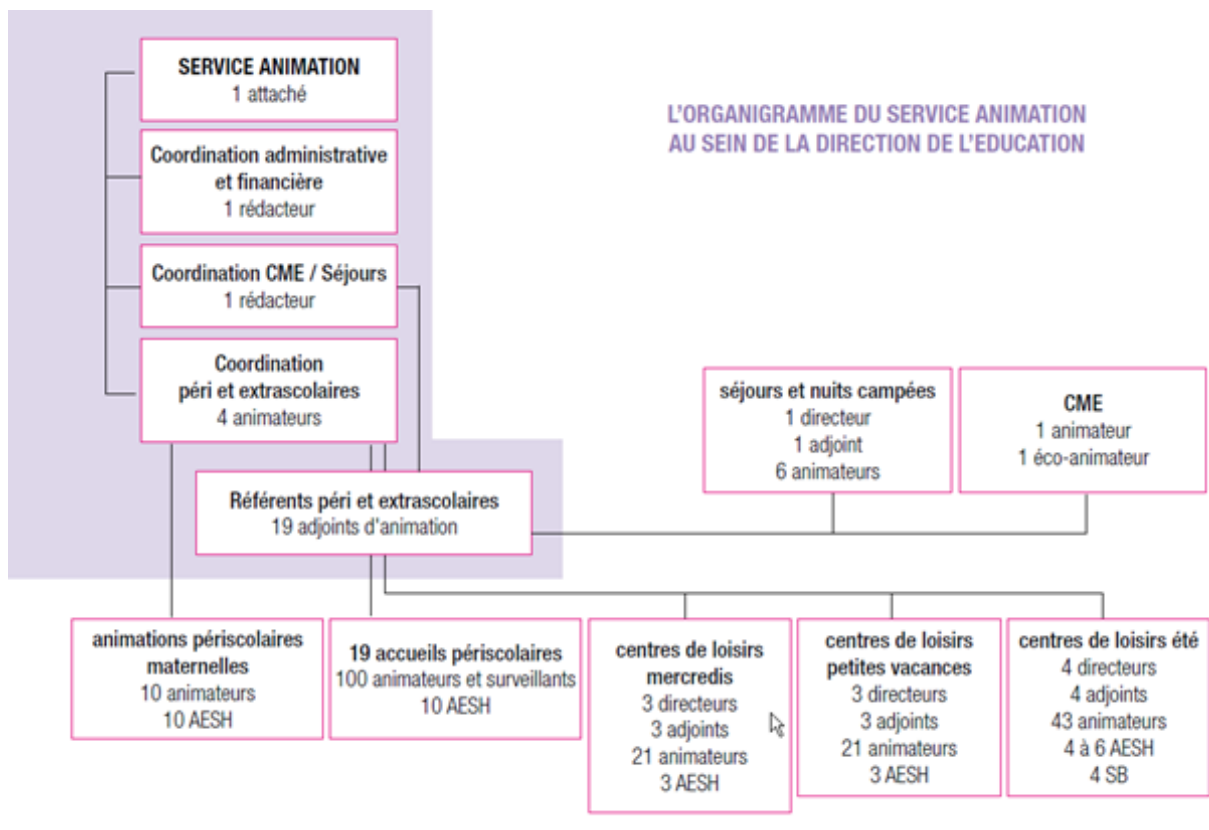 SERVICE ANIMATION
1 attaché
L'ORGANIGRAMME DU SERVICE ANIMATION
AU SEIN DE LA DIRECTION DE L'EDUCATION
Coordination administrative
et financière
1 rédacteur
Coordination CME / Séjours
1 rédacteur
Coordination
péri et extrascolaires
4 animateurs
séjours et nuits campées
1 directeur
1 adjoint
6 animateurs
CME
1 animateur
1 éco-animateur
Référents péri et extrascolaires
19 adjoints d'animation
animations périscolaires
maternelles
10 animateurs
10 AESH
19 accueils périscolaires
100 animateurs et surveillants
10 AESH
centres de loisirs
mercredis
3 directeurs
3 adjoints
21 animateurs
3 AESH
centres de loisirs
petites vacances
3 directeurs
3 adjoints
21 animateurs
3 AESH
centres de loisirs été
4 directeurs
4 adjoints
43 animateurs
4 à 6 AESH
4 SB